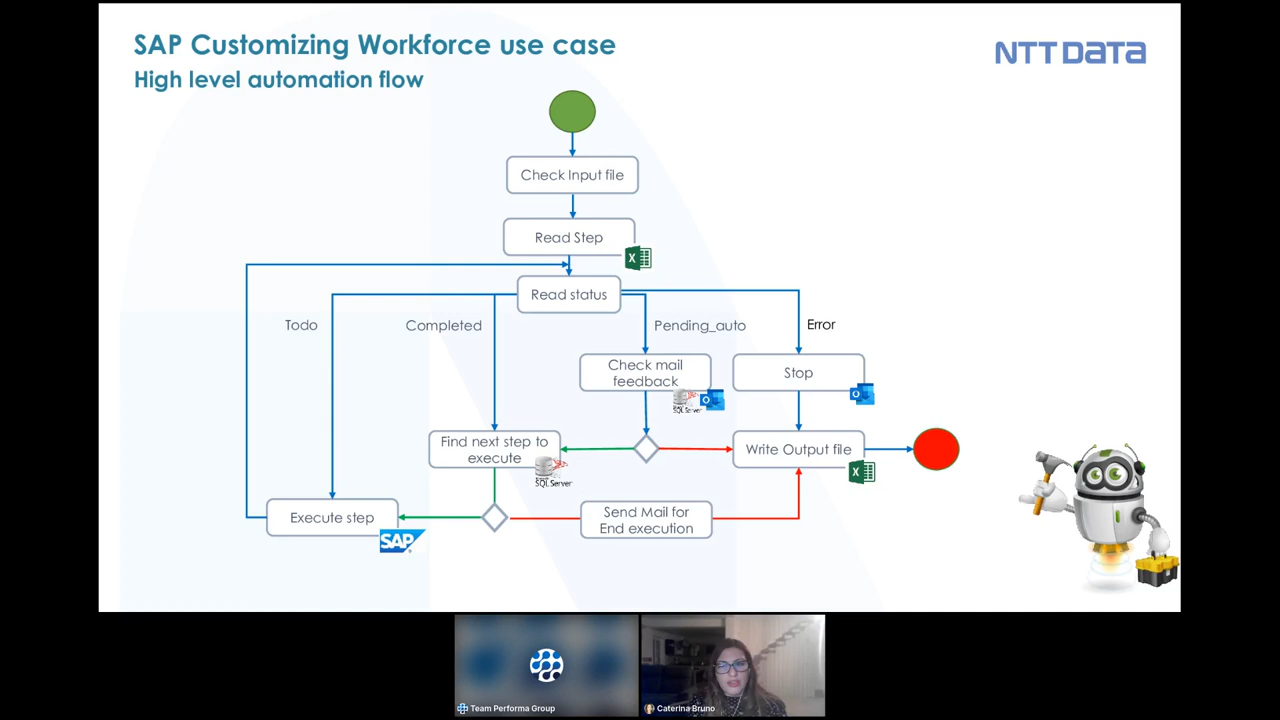 SAP Customizing Workforce use case
High level automation flow
NTT DATA
Check Input file
Read Step
X
Read status
Todo
Completed
Pending_auto
Error
Check mail
feedback
Stop
SQL Server
Find next step to
execute
Write Output file
SQL Server
X
Execute step
Send Mail for
End execution
SAP
Team Performa Group
Caterina Bruno